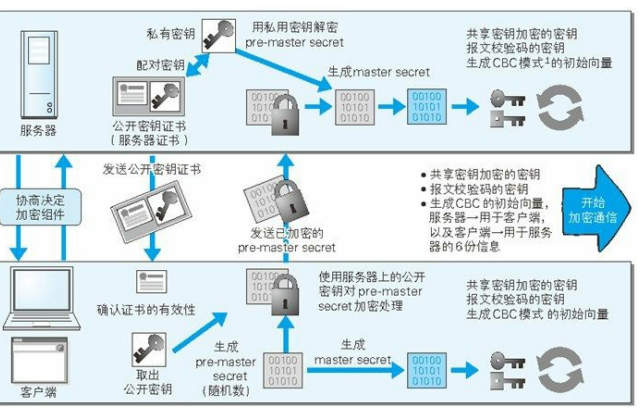 私有密钥
用私用密钥解密
pre-master secret
共享密钥加密的密钥
报文校验码的密钥
生成CBC模式1的初始向量
配对密钥
生成master secret
00100
10101
01010
00100
10101
01010
00100
10101
01010
服务器
公开密钥证书
(服务器证书)
发送公开密钥证书
协商决定
加密组件
00100
10101
01010
发送已加密的
pre-master secret
• 共享密钥加密的密钥
• 报文校验码的密钥
• 生成CBC的初始向量,
服务器→用于客户端,
以及客户端→用于服务
器的6份信息
开始
加密通信
确认证书的有效性
00100
10101
01010
使用服务器上的公开
密钥对pre-master
secret加密处理
共享密钥加密的密钥
报文校验码的密钥
生成CBC模式 的初始向量
取出
公开密钥
生成
pre-master
secret
(随机数)
00100
10101
01010
生成
master secret
00100
10101
01010
客户端